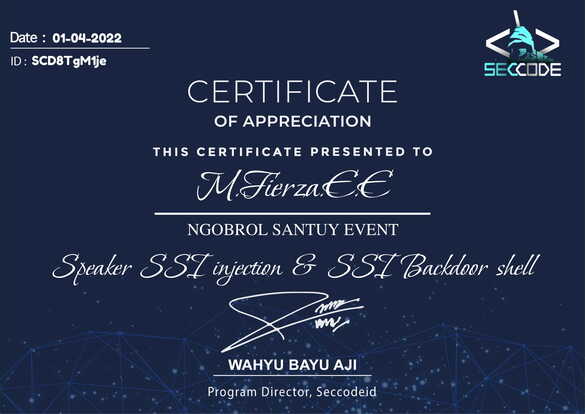 Date : 01-04-2022
ID : SCD8TgM1je
SECCODE
CERTIFICATE
OF APPRECIATION
THIS CERTIFICATE PRESENTED TO
M.Fierza.E.E
NGOBROL SANTUY EVENT
Speaker SSI injection & SSI Backdoor shell
WAHYU BAYU AJI
Program Director, Seccodeid